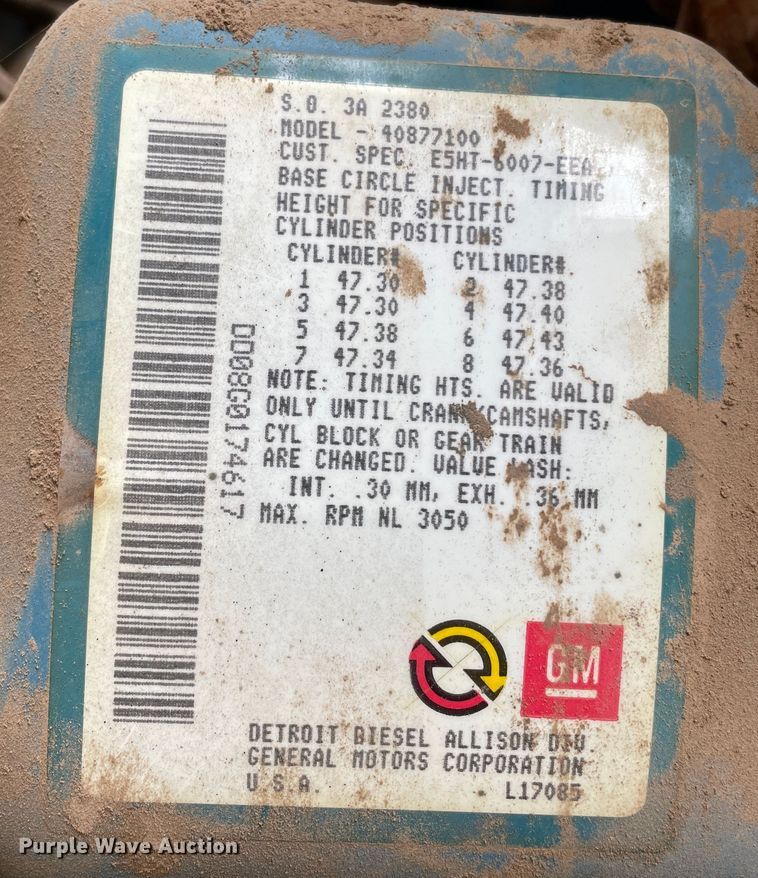 S.O. 3A 2380
MODEL - 40877100
CUST. SPEC. E5HT-6007-EEA
BASE CIRCLE INJECT. TIMING
HEIGHT FOR SPECIFIC
CYLINDER POSITIONS
CYLINDER# CYLINDER#.
1 47.30 2 47.38
3 47.30 4 47.40
5 47.38 6 47.43
7 47.34 8 47.36
NOTE: TIMING HTS. ARE VALID
ONLY UNTIL CRANK/CAMSHAFTS,
CYL BLOCK OR GEAR TRAIN
ARE CHANGED. VALVE LASH:
INT. .30 MM, EXH. .36 MM
MAX. RPM NL 3050
DD08G0174617
GM
DETROIT DIESEL ALLISON DIV.
GENERAL MOTORS CORPORATION
U.S.A. L17085
Purple Wave Auction